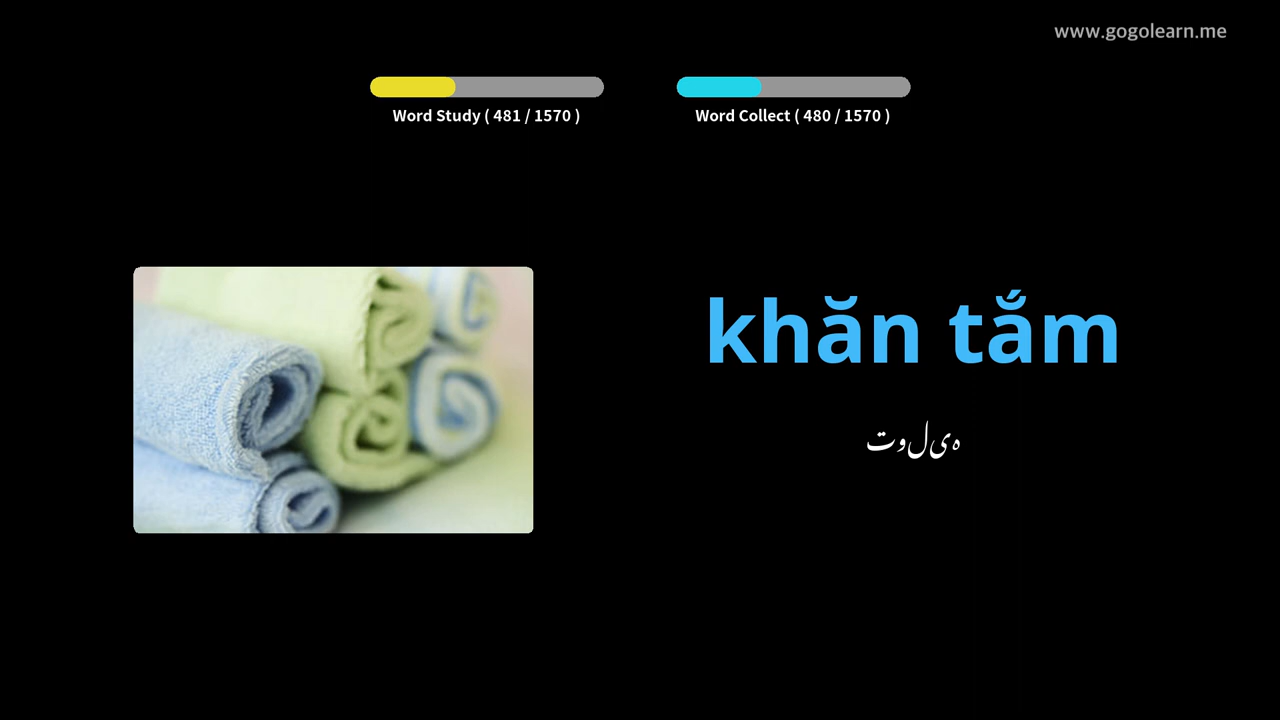 www.gogolearn.me
Word Study ( 481 / 1570 )
Word Collect ( 480 / 1570 )
khăn tắm
تولیہ